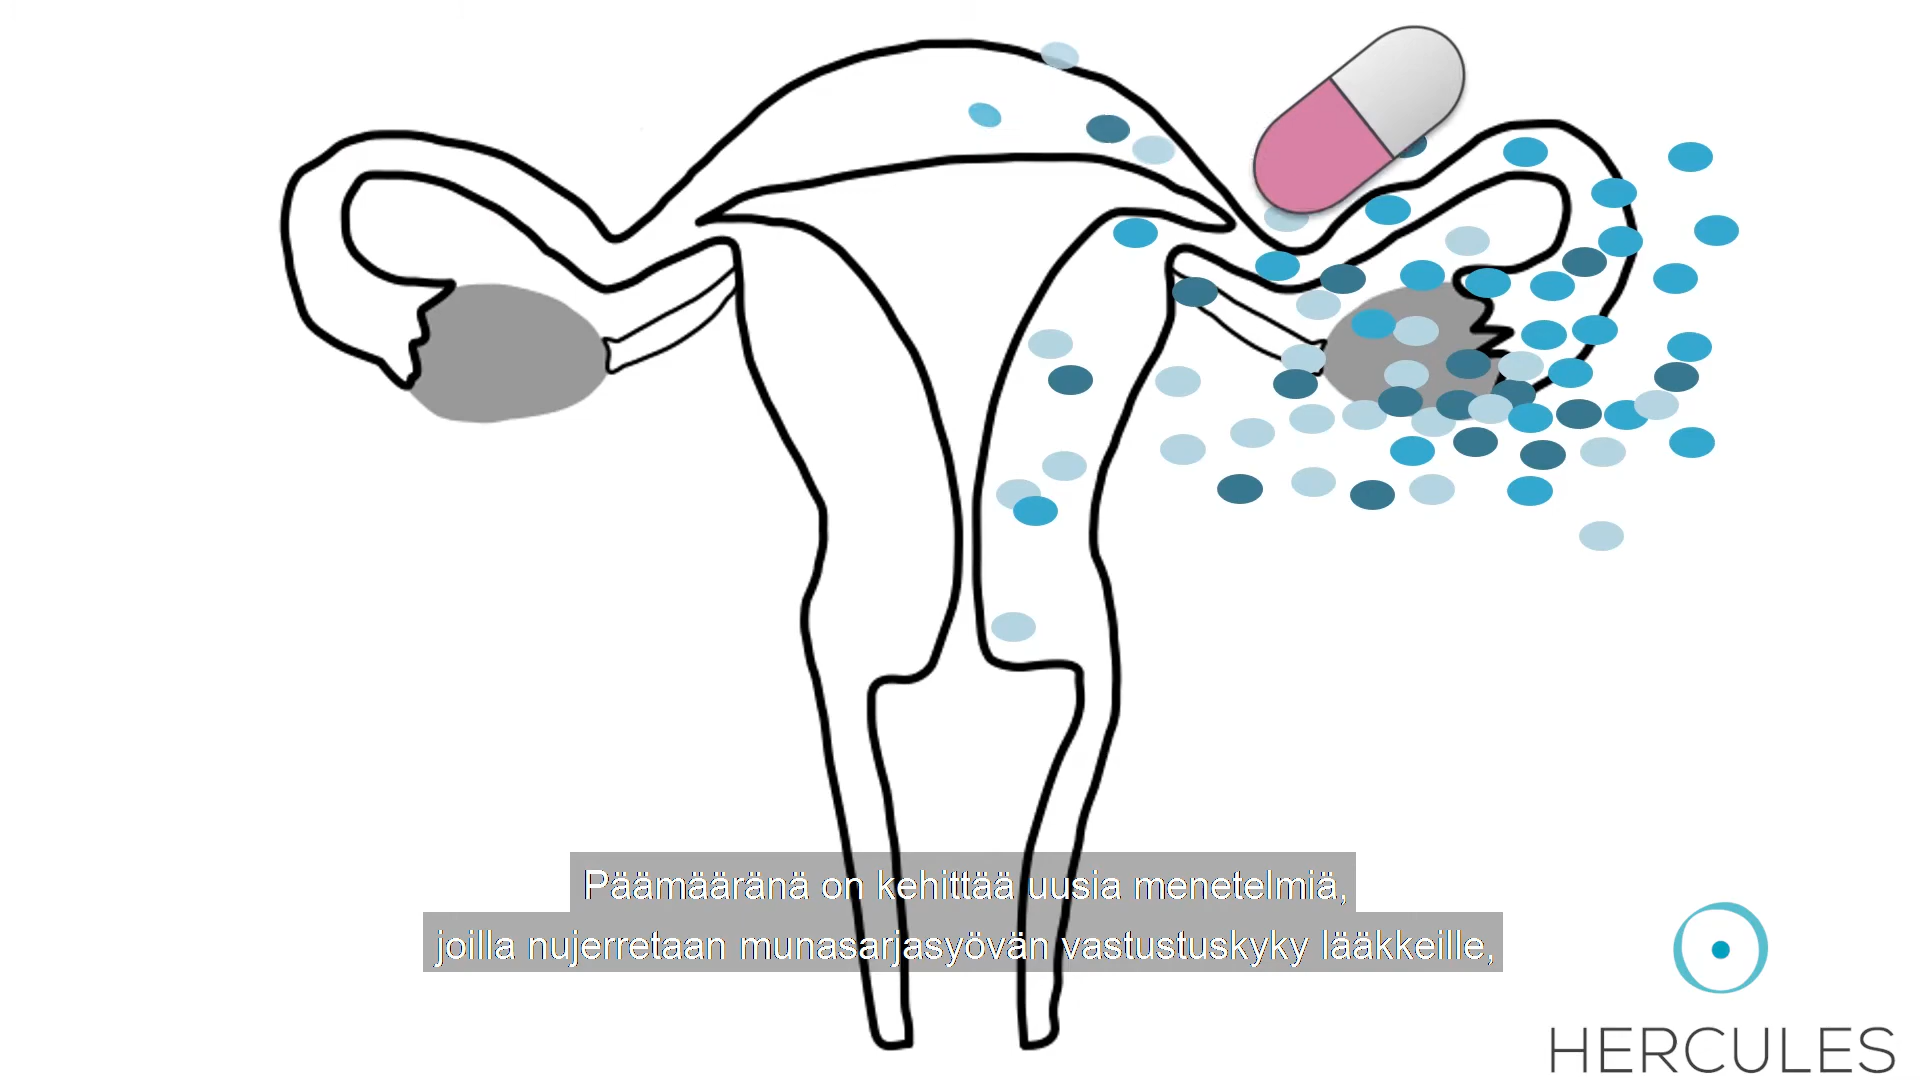 Päämääränä on kehittää uusia menetelmiä,
joilla nujerretaan munasarjasyövän vastustuskyky lääkkeille,
HERCULES